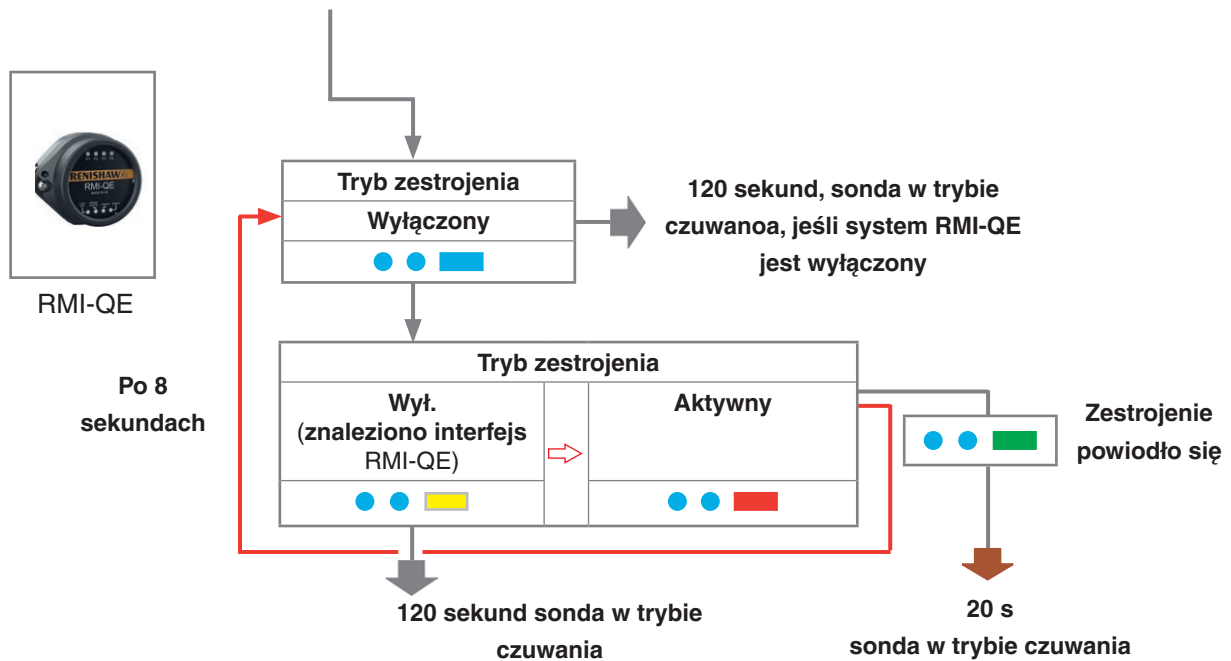 RENISHAW
RMI-QE
RMI-QE
Tryb zestrojenia
Wyłączony
120 sekund, sonda w trybie
czuwanoa, jeśli system RMI-QE
jest wyłączony
Po 8
sekundach
Tryb zestrojenia
Wył.
(znaleziono interfejs
RMI-QE)
Aktywny
Zestrojenie
powiodło się
120 sekund sonda w trybie
czuwania
20 s
sonda w trybie czuwania